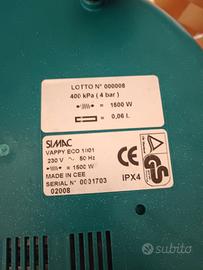 LOTTO N° 000008
400 kPa ( 4 bar )
= 1500 W
= 0,06 l.
SIMAC
VAPPY ECO 1101
230 V ~ 50 Hz
= 1500 W
MADE IN CEE
SERIAL N° 0001703
02008
CE
GS
IPX4
subito